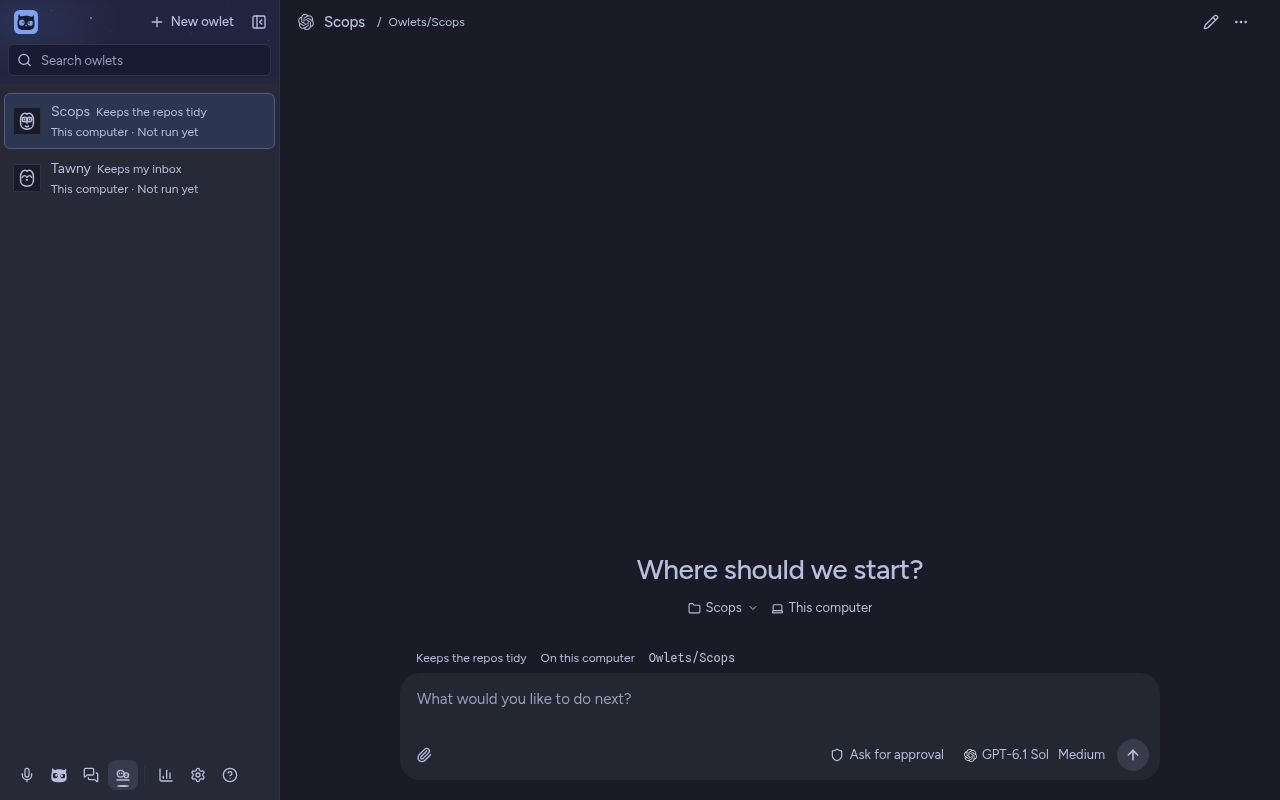 New owlet
Search owlets
Scops Keeps the repos tidy
This computer · Not run yet
Tawny Keeps my inbox
This computer · Not run yet
Scops / Owlets/Scops
Where should we start?
Scops This computer
Keeps the repos tidy On this computer Owlets/Scops
What would you like to do next?
Ask for approval GPT-6.1 Sol Medium